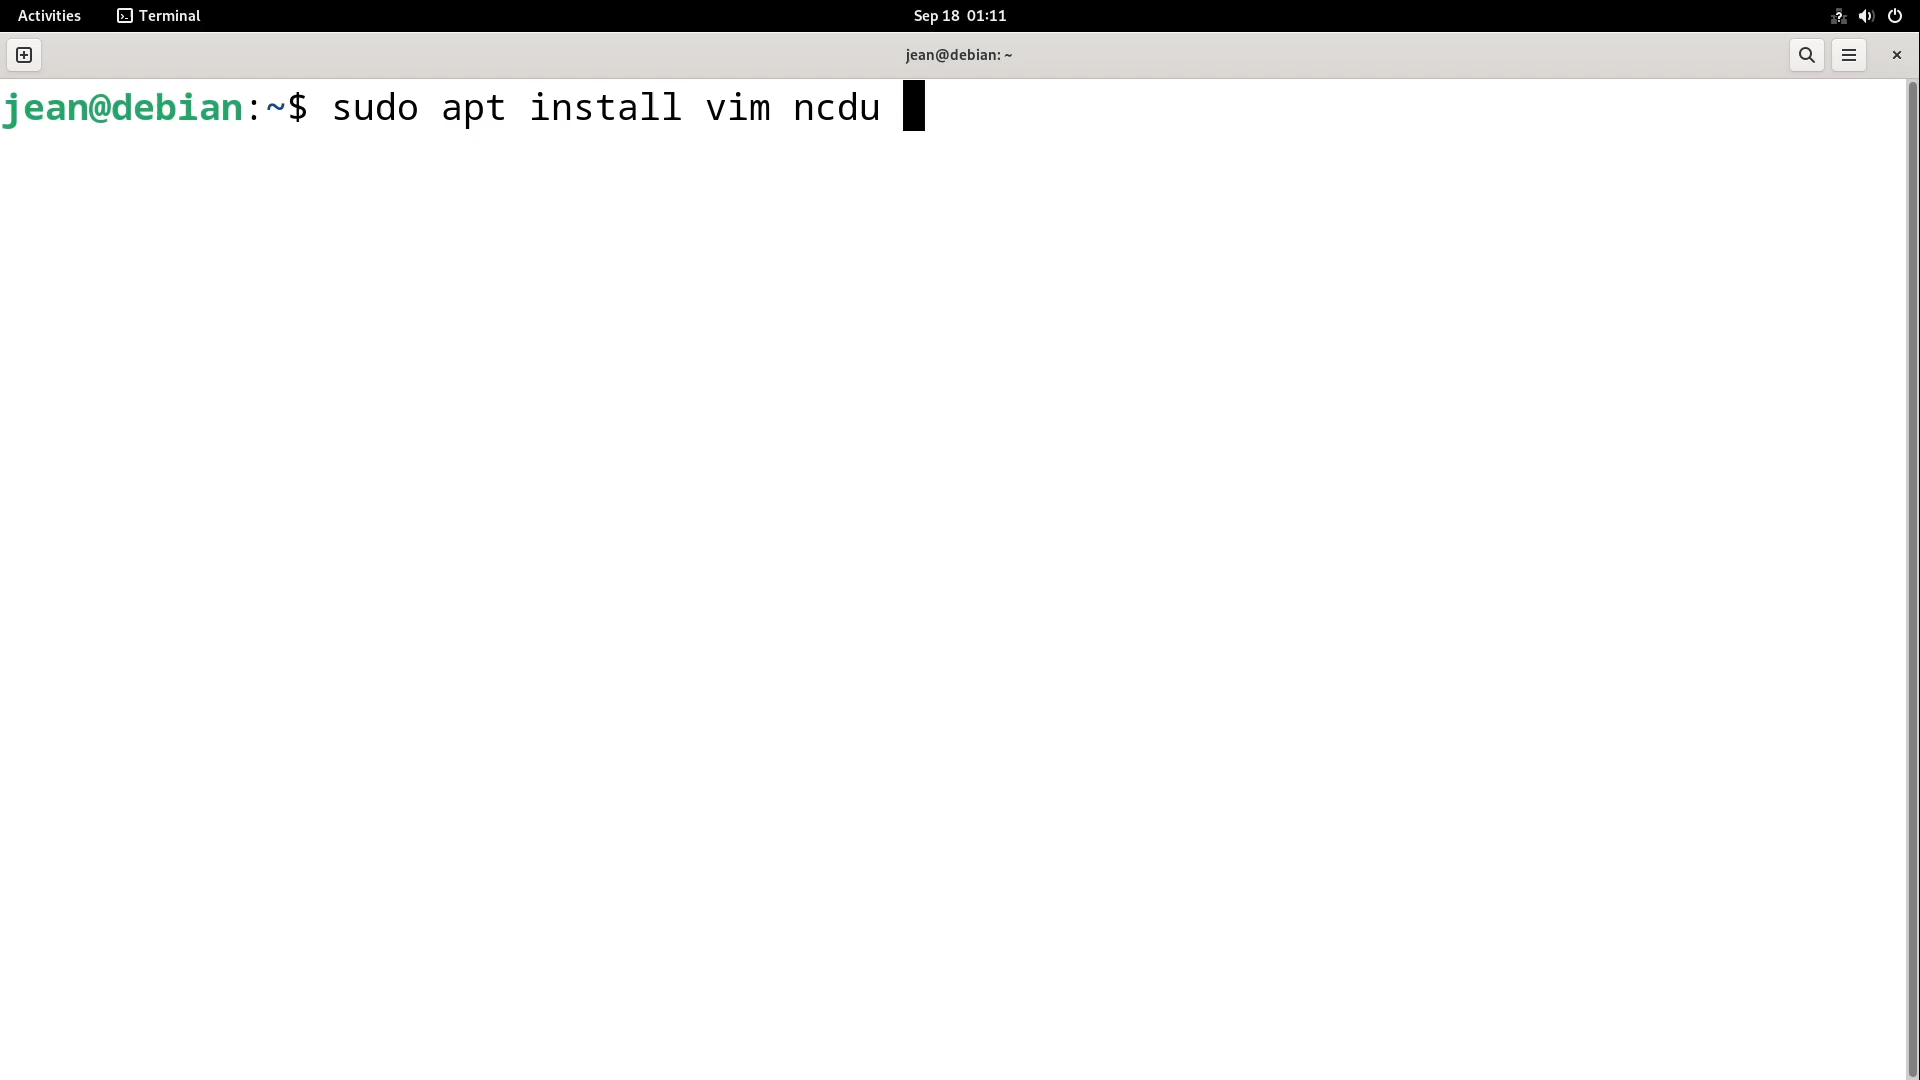 Activities Terminal Sep 18 01:11
jean@debian: ~
jean@debian:~$ sudo apt install vim ncdu